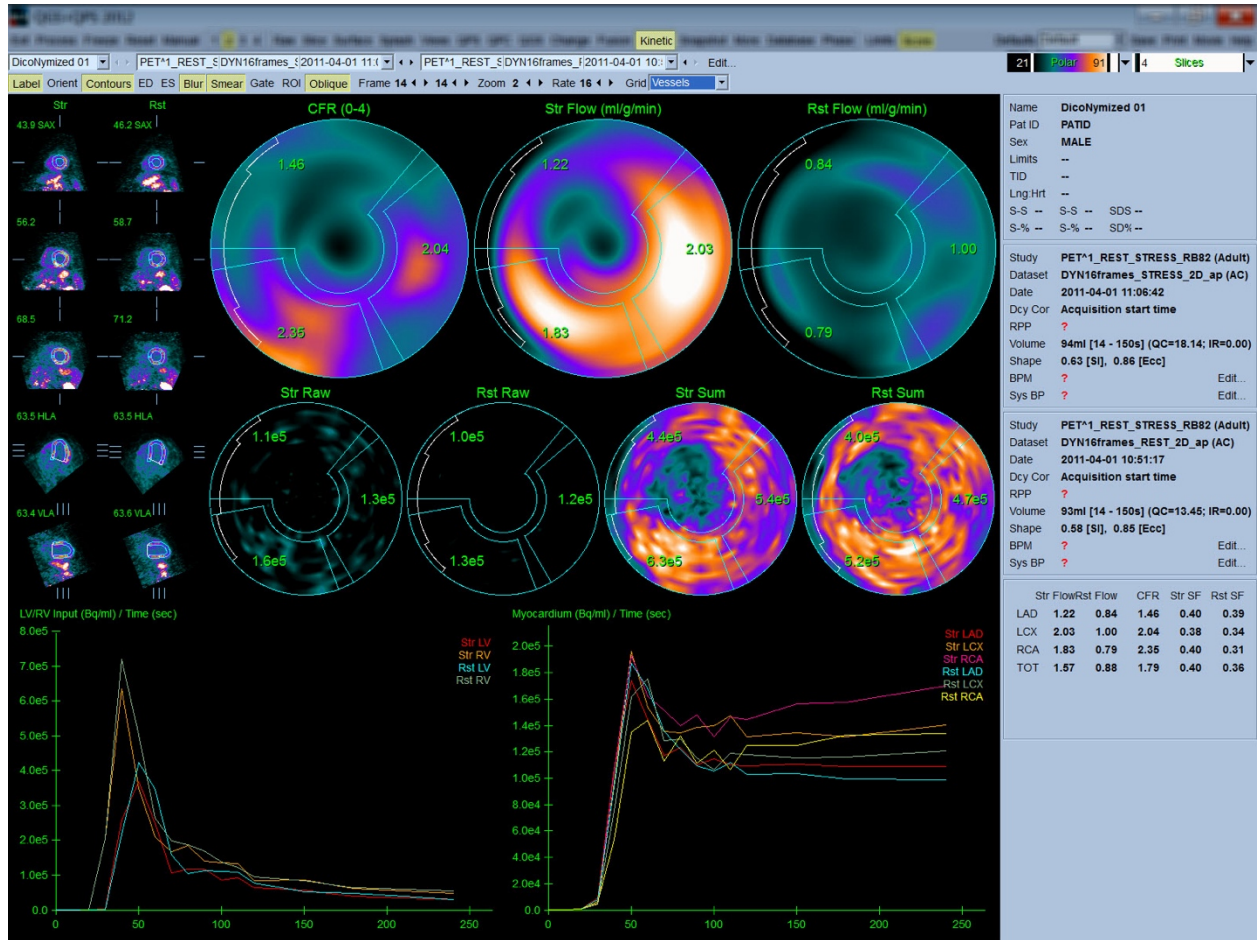 QGS+QPS 2012
Kinetic
DicoNymized 01 PET^1_REST_S DYN16frames_S 2011-04-01 11:( PET^1_REST_S DYN16frames_F 2011-04-01 10: Edit...
21 Polar 91 4 Slices
Label Orient Contours ED ES Blur Smear Gate ROI Oblique Frame 14 14 Zoom 2 Rate 16 Grid Vessels
Str Rst
43.9 SAX 46.2 SAX
56.2 58.7
68.5 71.2
63.5 HLA 63.5 HLA
63.4 VLA 63.6 VLA
CFR (0-4)
1.46
2.04
2.35
Str Flow (ml/g/min)
1.22
2.03
1.83
Rst Flow (ml/g/min)
0.84
1.00
0.79
Str Raw
1.1e5
1.3e5
1.6e5
Rst Raw
1.0e5
1.2e5
1.3e5
Str Sum
4.4e5
5.4e5
6.3e5
Rst Sum
4.0e5
4.7e5
5.2e5
LV/RV Input (Bq/ml) / Time (sec)
8.0e5
7.0e5
6.0e5
5.0e5
4.0e5
3.0e5
2.0e5
1.0e5
0.0
0 50 100 150 200 250
Str LV
Str RV
Rst LV
Rst RV
Myocardium (Bq/ml) / Time (sec)
2.0e5
1.8e5
1.6e5
1.4e5
1.2e5
1.0e5
8.0e4
6.0e4
4.0e4
2.0e4
0.0
0 50 100 150 200 250
Str LAD
Str LCX
Str RCA
Rst LAD
Rst LCX
Rst RCA
Name DicoNymized 01
Pat ID PATID
Sex MALE
Limits --
TID --
Lng:Hrt --
S-S -- S-S -- SDS --
S-% -- S-% -- SD% --
Study PET^1_REST_STRESS_RB82 (Adult)
Dataset DYN16frames_STRESS_2D_ap (AC)
Date 2011-04-01 11:06:42
Dcy Cor Acquisition start time
RPP ?
Volume 94ml [14 - 150s] (QC=18.14; IR=0.00)
Shape 0.63 [SI], 0.86 [Ecc]
BPM ? Edit...
Sys BP ? Edit...
Study PET^1_REST_STRESS_RB82 (Adult)
Dataset DYN16frames_REST_2D_ap (AC)
Date 2011-04-01 10:51:17
Dcy Cor Acquisition start time
RPP ?
Volume 93ml [14 - 150s] (QC=13.45; IR=0.00)
Shape 0.58 [SI], 0.85 [Ecc]
BPM ? Edit...
Sys BP ? Edit...
Str Flow Rst Flow CFR Str SF Rst SF
LAD 1.22 0.84 1.46 0.40 0.39
LCX 2.03 1.00 2.04 0.38 0.34
RCA 1.83 0.79 2.35 0.40 0.31
TOT 1.57 0.88 1.79 0.40 0.36